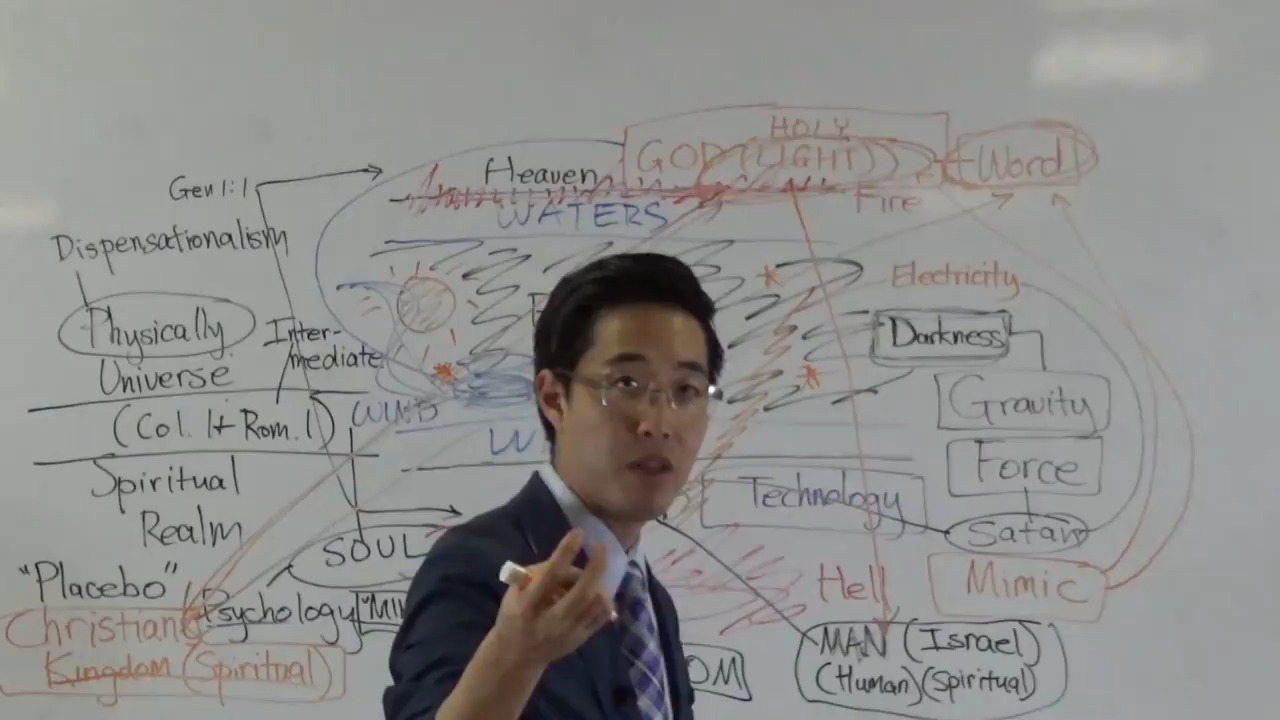 HOLY
GOD (LIGHT) + Word
Heaven
Gen 1:1
WATERS
Fire
Dispensationalism
Electricity
Physically
Inter-
mediate
Darkness
Universe
Gravity
(Col. 1 + Rom. 1)
WIND
Force
Spiritual
Realm
Technology
Satan
SOUL
"Placebo"
Hell
Mimic
Christian
Psychology
Kingdom (Spiritual)
MAN (Israel)
(Human) (Spiritual)